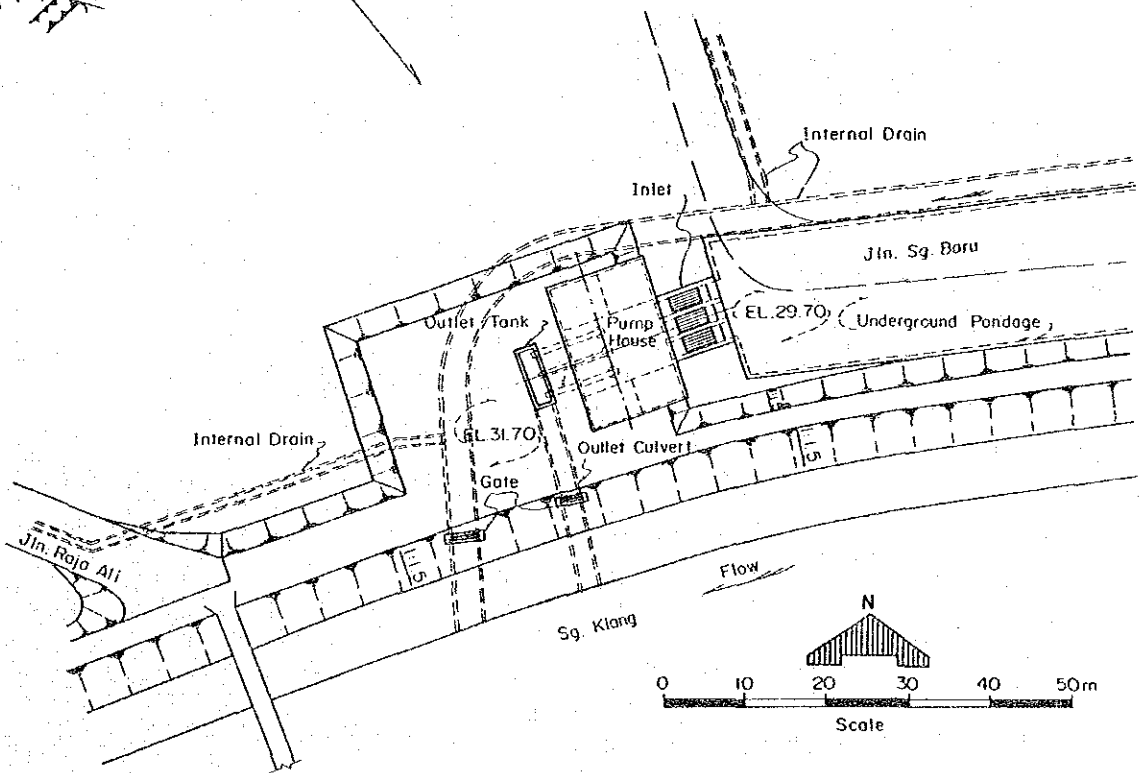 Internal Drain
Inlet
Jln. Sg. Baru
Outlet Tank
Pump
House
EL.29.70
Underground Pondage
Internal Drain
EL.31.70
Outlet Culvert
1:1.5
Gate
Jln. Raja Ali
1:1.5
Flow
Sg. Klang
N
0 10 20 30 40 50m
Scale